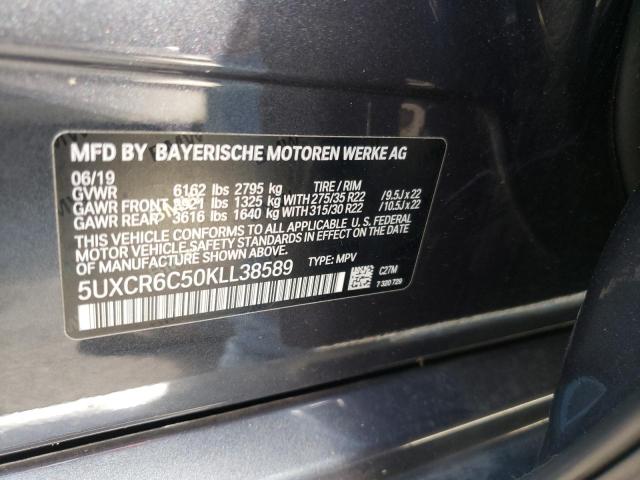 MFD BY BAYERISCHE MOTOREN WERKE AG
06/19
GVWR 6162 lbs 2795 kg TIRE / RIM
GAWR FRONT 2921 lbs 1325 kg WITH 275/35 R22 /9.5J x 22
GAWR REAR 3616 lbs 1640 kg WITH 315/30 R22 /10.5J x 22
THIS VEHICLE CONFORMS TO ALL APPLICABLE U. S. FEDERAL
MOTOR VEHICLE SAFETY STANDARDS IN EFFECT ON THE DATE
OF MANUFACTURE SHOWN ABOVE.
5UXCR6C50KLL38589 TYPE: MPV
C27M
7 320 729